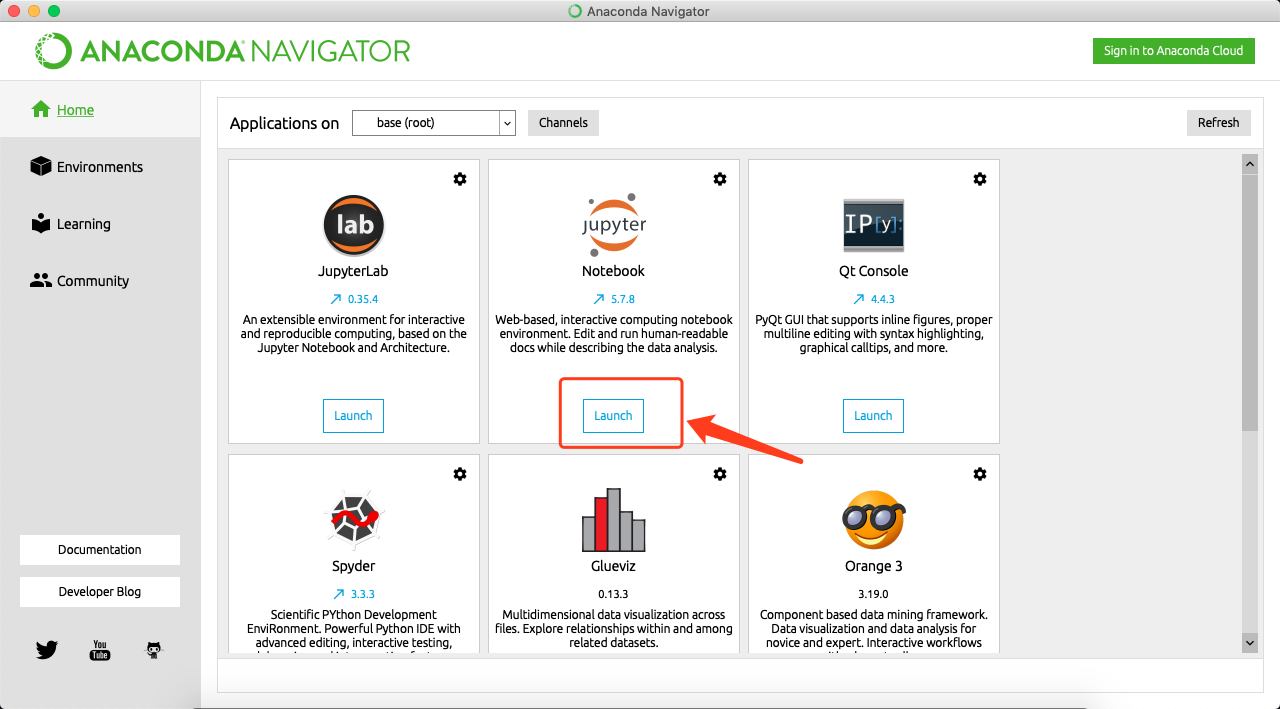 Anaconda Navigator
ANACONDA NAVIGATOR
Sign in to Anaconda Cloud
Home
Environments
Learning
Community
Documentation
Developer Blog
You
Tube
Applications on
base (root)
Channels
Refresh
lab
JupyterLab
0.35.4
An extensible environment for interactive
and reproducible computing, based on the
Jupyter Notebook and Architecture.
Launch
jupyter
Notebook
5.7.8
Web-based, interactive computing notebook
environment. Edit and run human-readable
docs while describing the data analysis.
Launch
IP[y]:
Qt Console
4.4.3
PyQt GUI that supports inline figures, proper
multiline editing with syntax highlighting,
graphical calltips, and more.
Launch
Spyder
3.3.3
Scientific PYthon Development
EnviRonment. Powerful Python IDE with
advanced editing, interactive testing,
Glueviz
0.13.3
Multidimensional data visualization across
files. Explore relationships within and among
related datasets.
Orange 3
3.19.0
Component based data mining framework.
Data visualization and data analysis for
novice and expert. Interactive workflows